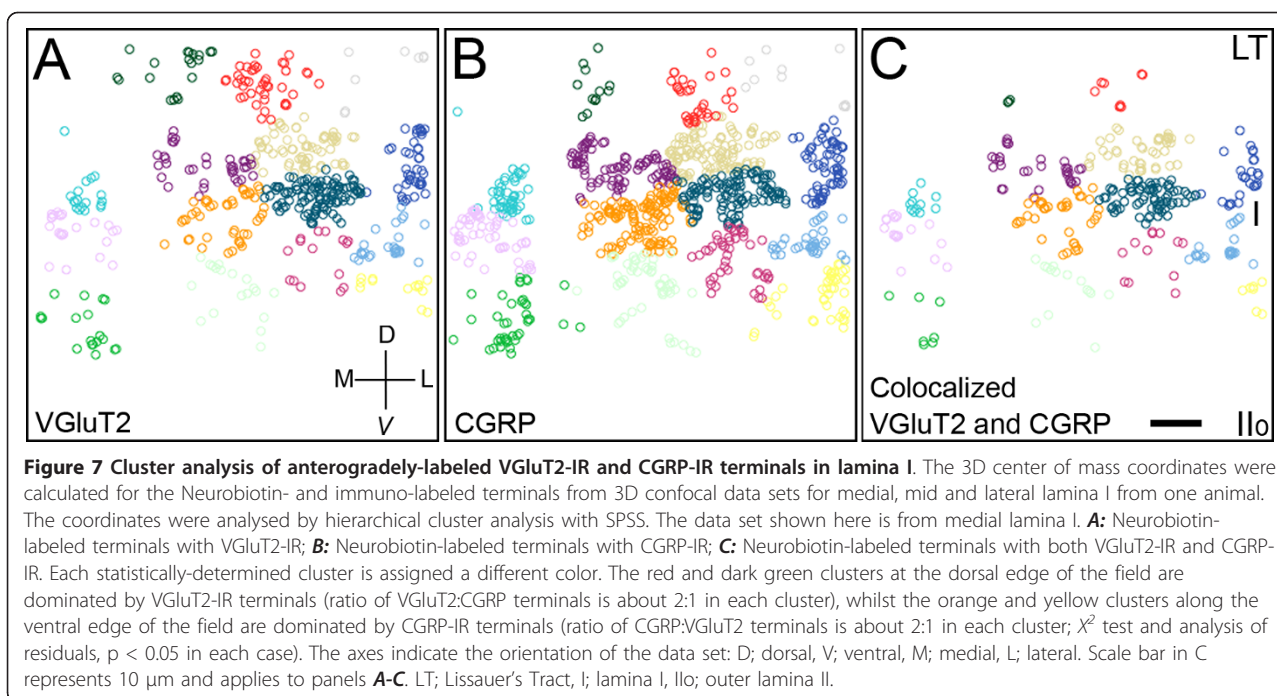 A
B
C
LT
D
M
L
V
I
VGluT2
CGRP
Colocalized
VGluT2 and CGRP
IIo
Figure 7 Cluster analysis of anterogradely-labeled VGluT2-IR and CGRP-IR terminals in lamina I. The 3D center of mass coordinates were
calculated for the Neurobiotin- and immuno-labeled terminals from 3D confocal data sets for medial, mid and lateral lamina I from one animal.
The coordinates were analysed by hierarchical cluster analysis with SPSS. The data set shown here is from medial lamina I. A: Neurobiotin-
labeled terminals with VGluT2-IR; B: Neurobiotin-labeled terminals with CGRP-IR; C: Neurobiotin-labeled terminals with both VGluT2-IR and CGRP-
IR. Each statistically-determined cluster is assigned a different color. The red and dark green clusters at the dorsal edge of the field are
dominated by VGluT2-IR terminals (ratio of VGluT2:CGRP terminals is about 2:1 in each cluster), whilst the orange and yellow clusters along the
ventral edge of the field are dominated by CGRP-IR terminals (ratio of CGRP:VGluT2 terminals is about 2:1 in each cluster; X² test and analysis of
residuals, p < 0.05 in each case). The axes indicate the orientation of the data set: D; dorsal, V; ventral, M; medial, L; lateral. Scale bar in C
represents 10 μm and applies to panels A-C. LT; Lissauer's Tract, I; lamina I, IIo; outer lamina II.